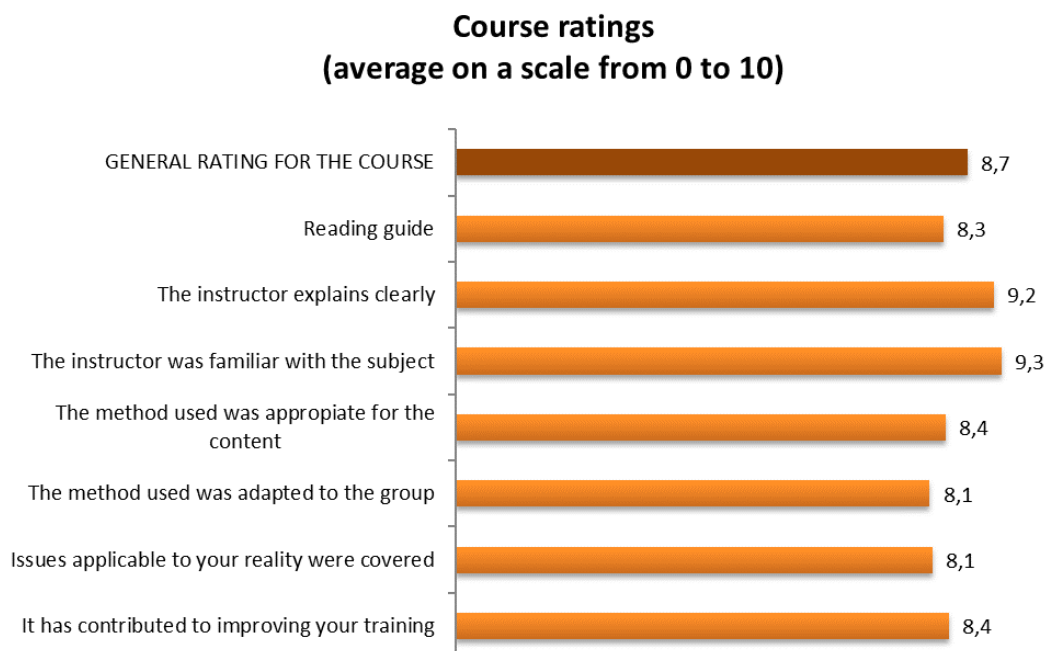 Course ratings
(average on a scale from 0 to 10)
GENERAL RATING FOR THE COURSE 8,7
Reading guide 8,3
The instructor explains clearly 9,2
The instructor was familiar with the subject 9,3
The method used was appropiate for the
content 8,4
The method used was adapted to the group 8,1
Issues applicable to your reality were covered 8,1
It has contributed to improving your training 8,4